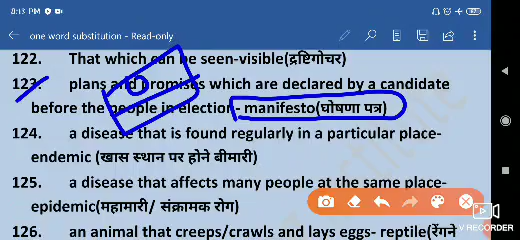 8:13 PM
one word substitution - Read-only
122. That which can be seen-visible(द्रष्टिगोचर)
123. plans and promises which are declared by a candidate
before the people in election- manifesto(घोषणा पत्र)
124. a disease that is found regularly in a particular place-
endemic (खास स्थान पर होने बीमारी)
125. a disease that affects many people at the same place-
epidemic(महामारी/ संक्रामक रोग)
126. an animal that creeps/crawls and lays eggs- reptile(रेंगने
V RECORDER